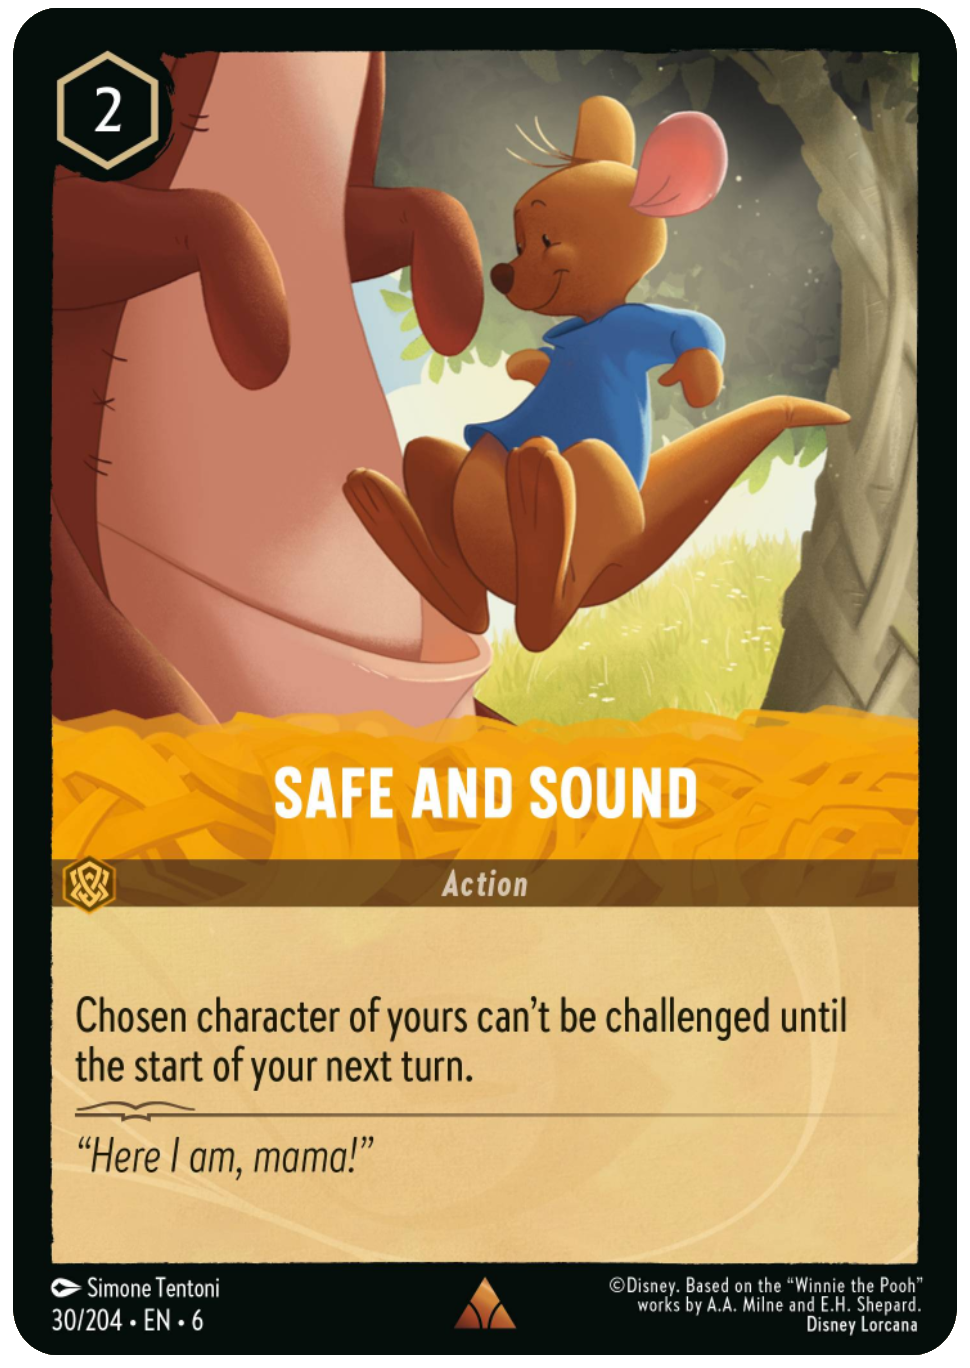 2
SAFE AND SOUND
Action
Chosen character of yours can’t be challenged until
the start of your next turn.
“Here I am, mama!”
Simone Tentoni
30/204 • EN • 6
©Disney. Based on the “Winnie the Pooh”
works by A.A. Milne and E.H. Shepard.
Disney Lorcana